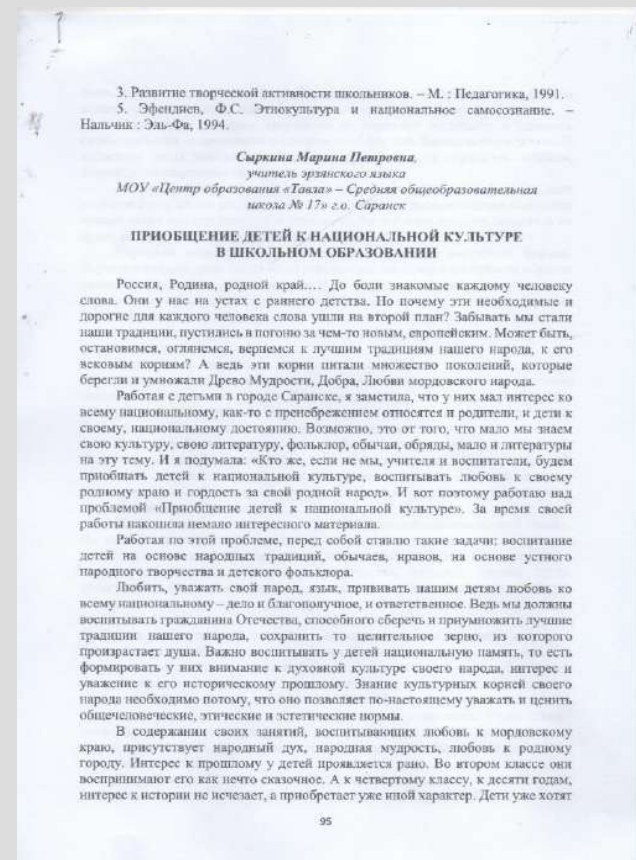 3. Развитие творческой активности школьников. – М. : Педагогика, 1991.
5. Эфендиев, Ф.С. Этнокультура и национальное самосознание. –
Нальчик : Эль-Фа, 1994.
Сыркина Марина Петровна,
учитель эрзянского языка
МОУ «Центр образования «Тавла» – Средняя общеобразовательная
школа № 17» г.о. Саранск
ПРИОБЩЕНИЕ ДЕТЕЙ К НАЦИОНАЛЬНОЙ КУЛЬТУРЕ
В ШКОЛЬНОМ ОБРАЗОВАНИИ
Россия, Родина, родной край.… До боли знакомые каждому человеку
слова. Они у нас на устах с раннего детства. Но почему эти необходимые и
дорогие для каждого человека слова ушли на второй план? Забывать мы стали
наши традиции, пустились в погоню за чем-то новым, европейским. Может быть,
остановимся, оглянемся, вернемся к лучшим традициям нашего народа, к его
вековым корням? А ведь эти корни питали множество поколений, которые
берегли и умножали Древо Мудрости, Добра, Любви мордовского народа.
Работая с детьми в городе Саранске, я заметила, что у них мал интерес ко
всему национальному, как-то с пренебрежением относятся и родители, и дети к
своему, национальному достоянию. Возможно, это от того, что мало мы знаем
свою культуру, свою литературу, фольклор, обычаи, обряды, мало и литературы
на эту тему. И я подумала: «Кто же, если не мы, учителя и воспитатели, будем
приобщать детей к национальной культуре, воспитывать любовь к своему
родному краю и гордость за свой родной народ». И вот поэтому работаю над
проблемой «Приобщение детей к национальной культуре». За время своей
работы накопила немало интересного материала.
Работая по этой проблеме, перед собой ставлю такие задачи: воспитание
детей на основе народных традиций, обычаев, нравов, на основе устного
народного творчества и детского фольклора.
Любить, уважать свой народ, язык, прививать нашим детям любовь ко
всему национальному – дело и благополучное, и ответственное. Ведь мы должны
воспитывать гражданина Отечества, способного сберечь и приумножить лучшие
традиции нашего народа, сохранить то целительное зерно, из которого
произрастает душа. Важно воспитывать у детей национальную память, то есть
формировать у них внимание к духовной культуре своего народа, интерес и
уважение к его историческому прошлому. Знание культурных корней своего
народа необходимо потому, что оно позволяет по-настоящему уважать и ценить
общечеловеческие, этические и эстетические нормы.
В содержании своих занятий, воспитывающих любовь к мордовскому
краю, присутствует народный дух, народная мудрость, любовь к родному
городу. Интерес к прошлому у детей проявляется рано. Во втором классе они
воспринимают его как нечто сказочное. А к четвертому классу, к десяти годам,
интерес к истории не исчезает, а приобретает уже иной характер. Дети уже хотят
95